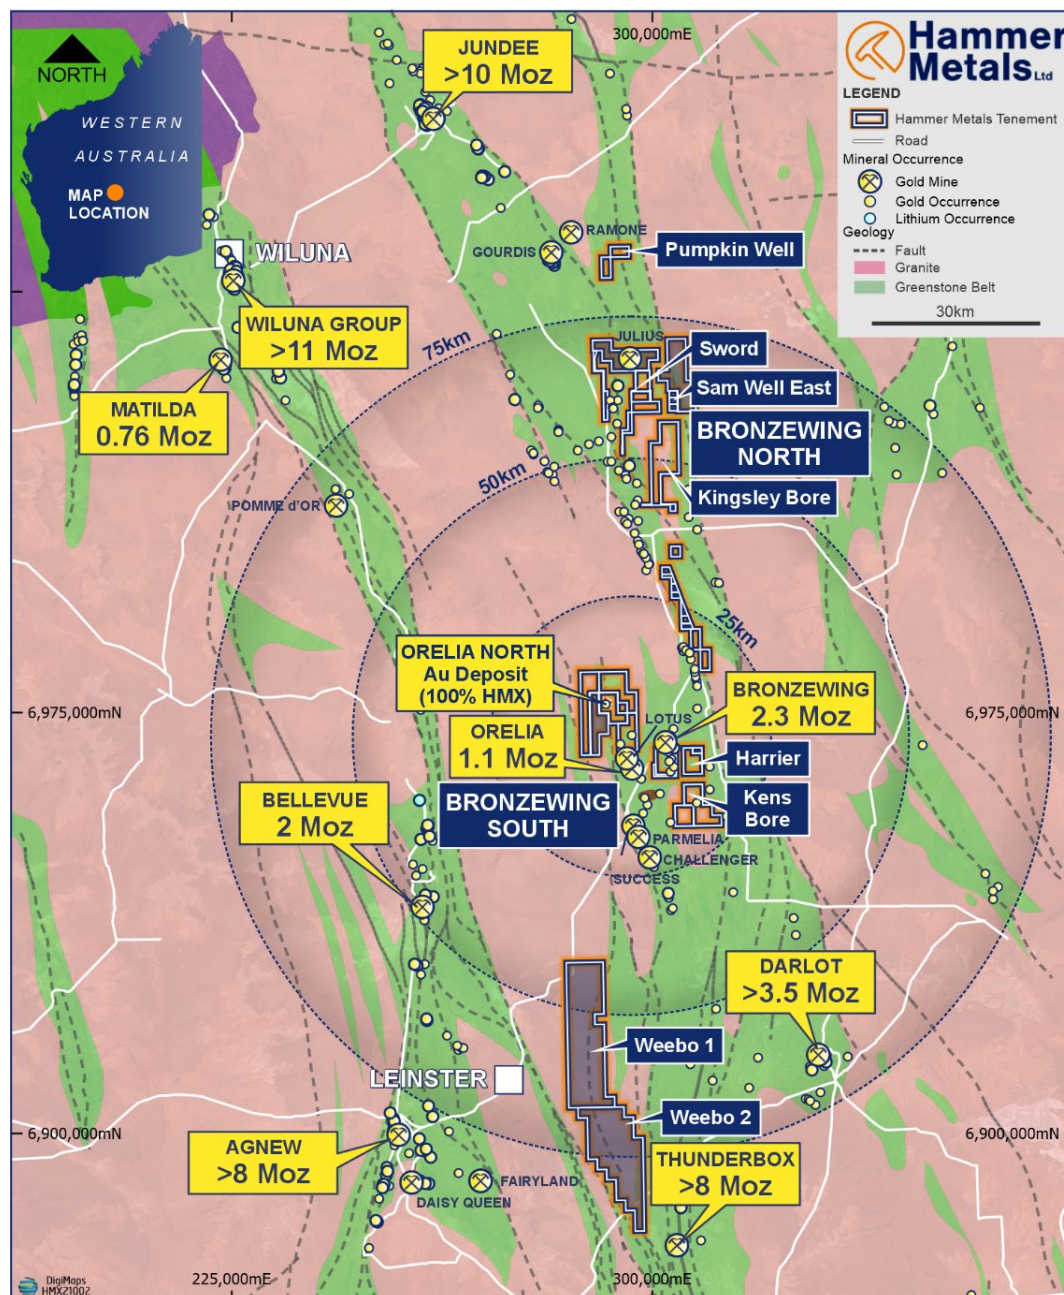 300,000mE
JUNDEE
>10 Moz
NORTH
WESTERN
AUSTRALIA
MAP
LOCATION
Hammer
Metals Ltd
LEGEND
Hammer Metals Tenement
Road
Mineral Occurrence
Gold Mine
Gold Occurrence
Lithium Occurrence
Geology
Fault
Granite
Greenstone Belt
30km
WILUNA
GOURDIS
RAMONE
Pumpkin Well
WILUNA GROUP
>11 Moz
75km
JULIUS
Sword
Sam Well East
MATILDA
0.76 Moz
BRONZEWING
NORTH
50km
Kingsley Bore
POMME d'OR
25km
ORELIA NORTH
Au Deposit
(100% HMX)
BRONZEWING
2.3 Moz
6,975,000mN
6,975,000mN
LOTUS
ORELIA
1.1 Moz
Harrier
BELLEVUE
2 Moz
BRONZEWING
SOUTH
Kens
Bore
PARMELIA
CHALLENGER
SUCCESS
DARLOT
>3.5 Moz
Weebo 1
LEINSTER
Weebo 2
6,900,000mN
6,900,000mN
AGNEW
>8 Moz
THUNDERBOX
>8 Moz
FAIRYLAND
DAISY QUEEN
DigiMaps
HMX21002
225,000mE
300,000mE